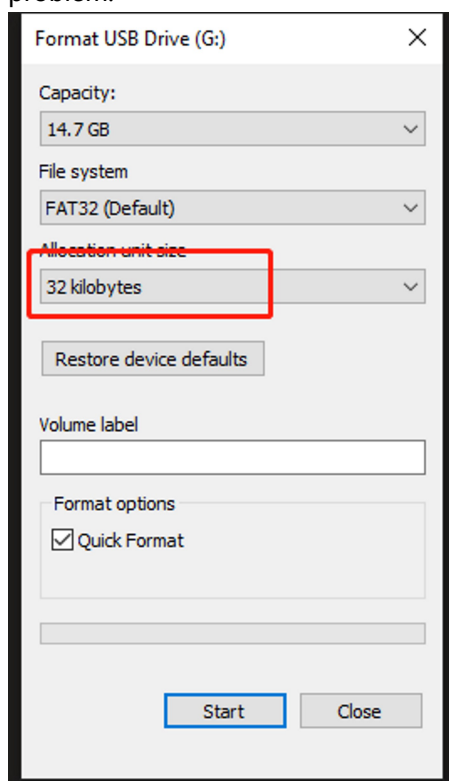 problem.
Format USB Drive (G:)
Capacity:
14.7 GB
File system
FAT32 (Default)
Allocation unit size
32 kilobytes
Restore device defaults
Volume label
Format options
Quick Format
Start
Close